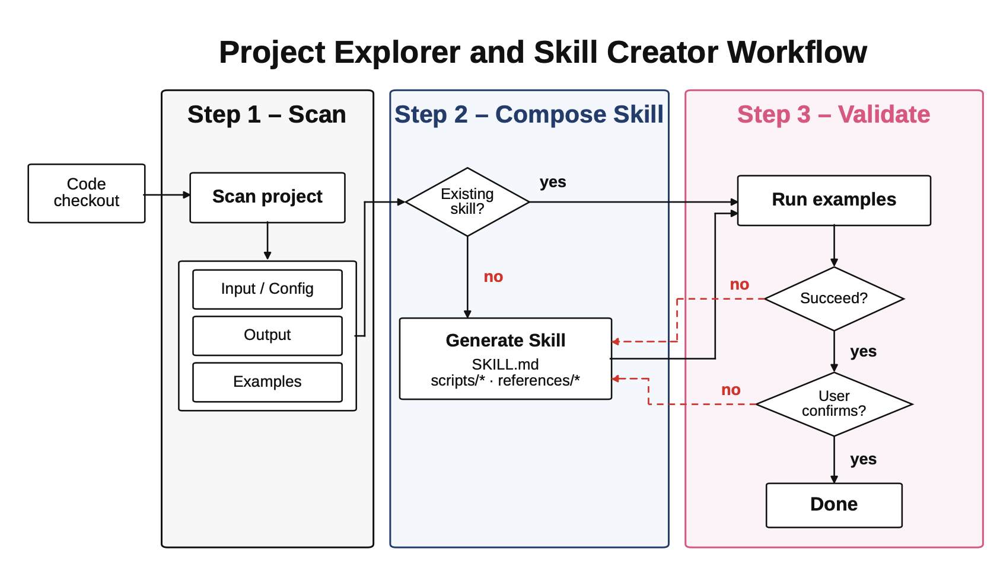 Project Explorer and Skill Creator Workflow
Step 1 – Scan
Code
checkout
Scan project
Input / Config
Output
Examples
Step 2 – Compose Skill
Existing
skill?
yes
no
Generate Skill
SKILL.md
scripts/* · references/*
Step 3 – Validate
Run examples
Succeed?
no
yes
User
confirms?
no
yes
Done